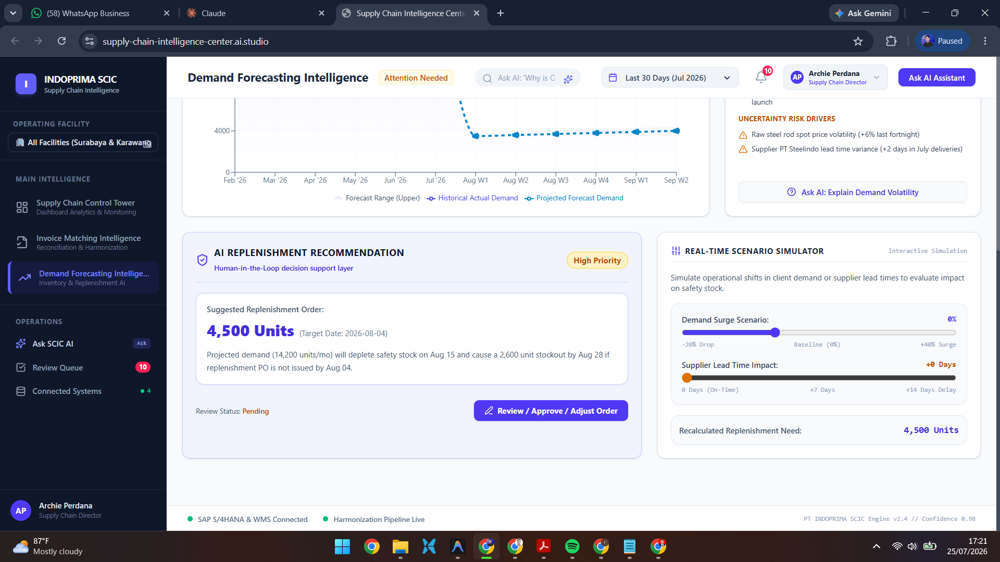 (58) WhatsApp Business
Claude
Supply Chain Intelligence Cente
Ask Gemini
supply-chain-intelligence-center.ai.studio
Paused
I
INDOPRIMA SCIC
Supply Chain Intelligence
OPERATING FACILITY
All Facilities (Surabaya & Karawang)
MAIN INTELLIGENCE
Supply Chain Control Tower
Dashboard Analytics & Monitoring
Invoice Matching Intelligence
Reconciliation & Harmonization
Demand Forecasting Intellige...
Inventory & Replenishment AI
OPERATIONS
Ask SCIC AI
Ask
Review Queue
10
Connected Systems
4
AP
Archie Perdana
Supply Chain Director
Demand Forecasting Intelligence
Attention Needed
Ask AI: 'Why is C
Last 30 Days (Jul 2026)
10
AP
Archie Perdana
Supply Chain Director
Ask AI Assistant
4000
0
Feb '26
Mar '26
Apr '26
May '26
Jun '26
Jul '26
Aug W1
Aug W2
Aug W3
Aug W4
Sep W1
Sep W2
Forecast Range (Upper)
Historical Actual Demand
Projected Forecast Demand
launch
UNCERTAINTY RISK DRIVERS
Raw steel rod spot price volatility (+6% last fortnight)
Supplier PT Steelindo lead time variance (+2 days in July deliveries)
Ask AI: Explain Demand Volatility
AI REPLENISHMENT RECOMMENDATION
Human-in-the-Loop decision support layer
High Priority
Suggested Replenishment Order:
4,500 Units (Target Date: 2026-08-04)
Projected demand (14,200 units/mo) will deplete safety stock on Aug 15 and cause a 2,600 unit stockout by Aug 28 if
replenishment PO is not issued by Aug 04.
Review Status: Pending
Review / Approve / Adjust Order
REAL-TIME SCENARIO SIMULATOR
Interactive Simulation
Simulate operational shifts in client demand or supplier lead times to evaluate impact
on safety stock.
Demand Surge Scenario:
0%
-20% Drop
Baseline (0%)
+40% Surge
Supplier Lead Time Impact:
+0 Days
0 Days (On-Time)
+7 Days
+14 Days Delay
Recalculated Replenishment Need:
4,500 Units
SAP S/4HANA & WMS Connected
Harmonization Pipeline Live
PT INDOPRIMA SCIC Engine v2.4 // Confidence 0.98
87°F
Mostly cloudy
17:21
25/07/2026